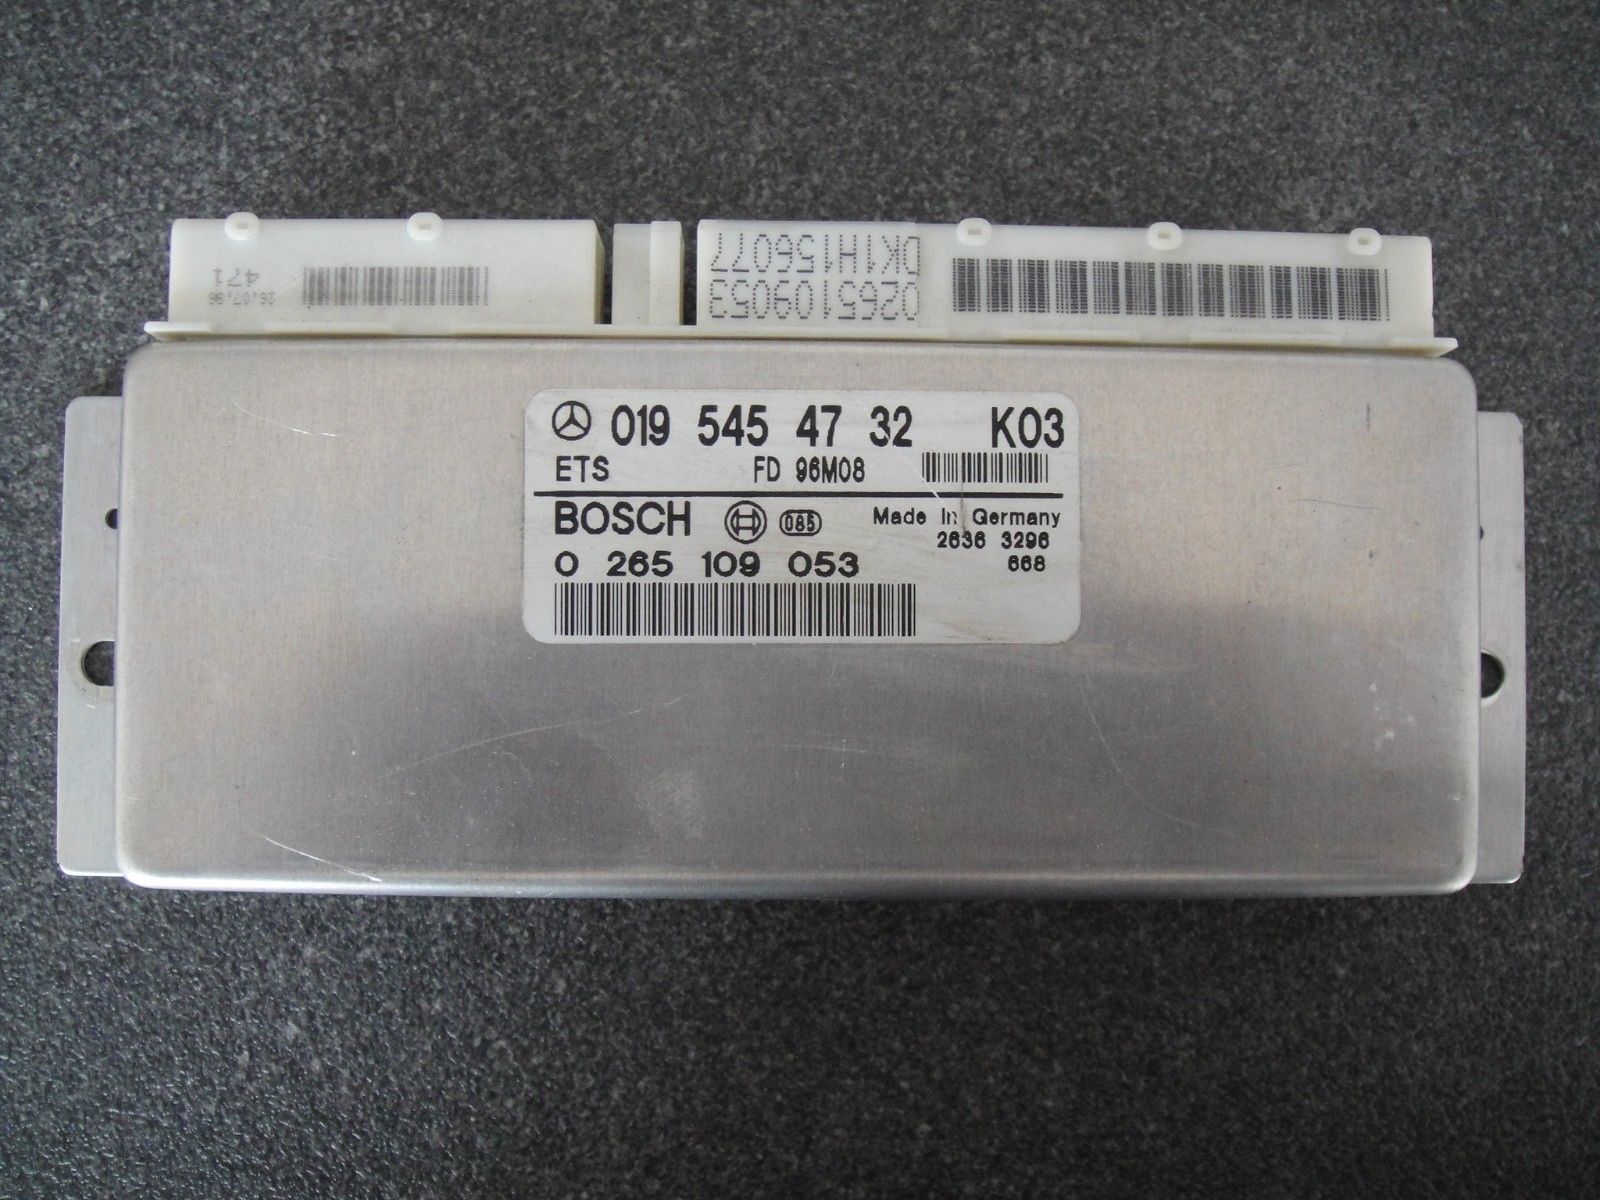 471
26.07.96
DK1H156077
0265109053
019 545 47 32 K03
ETS FD 96M08
BOSCH 085 Made in Germany
2636 3296
0 265 109 053 668